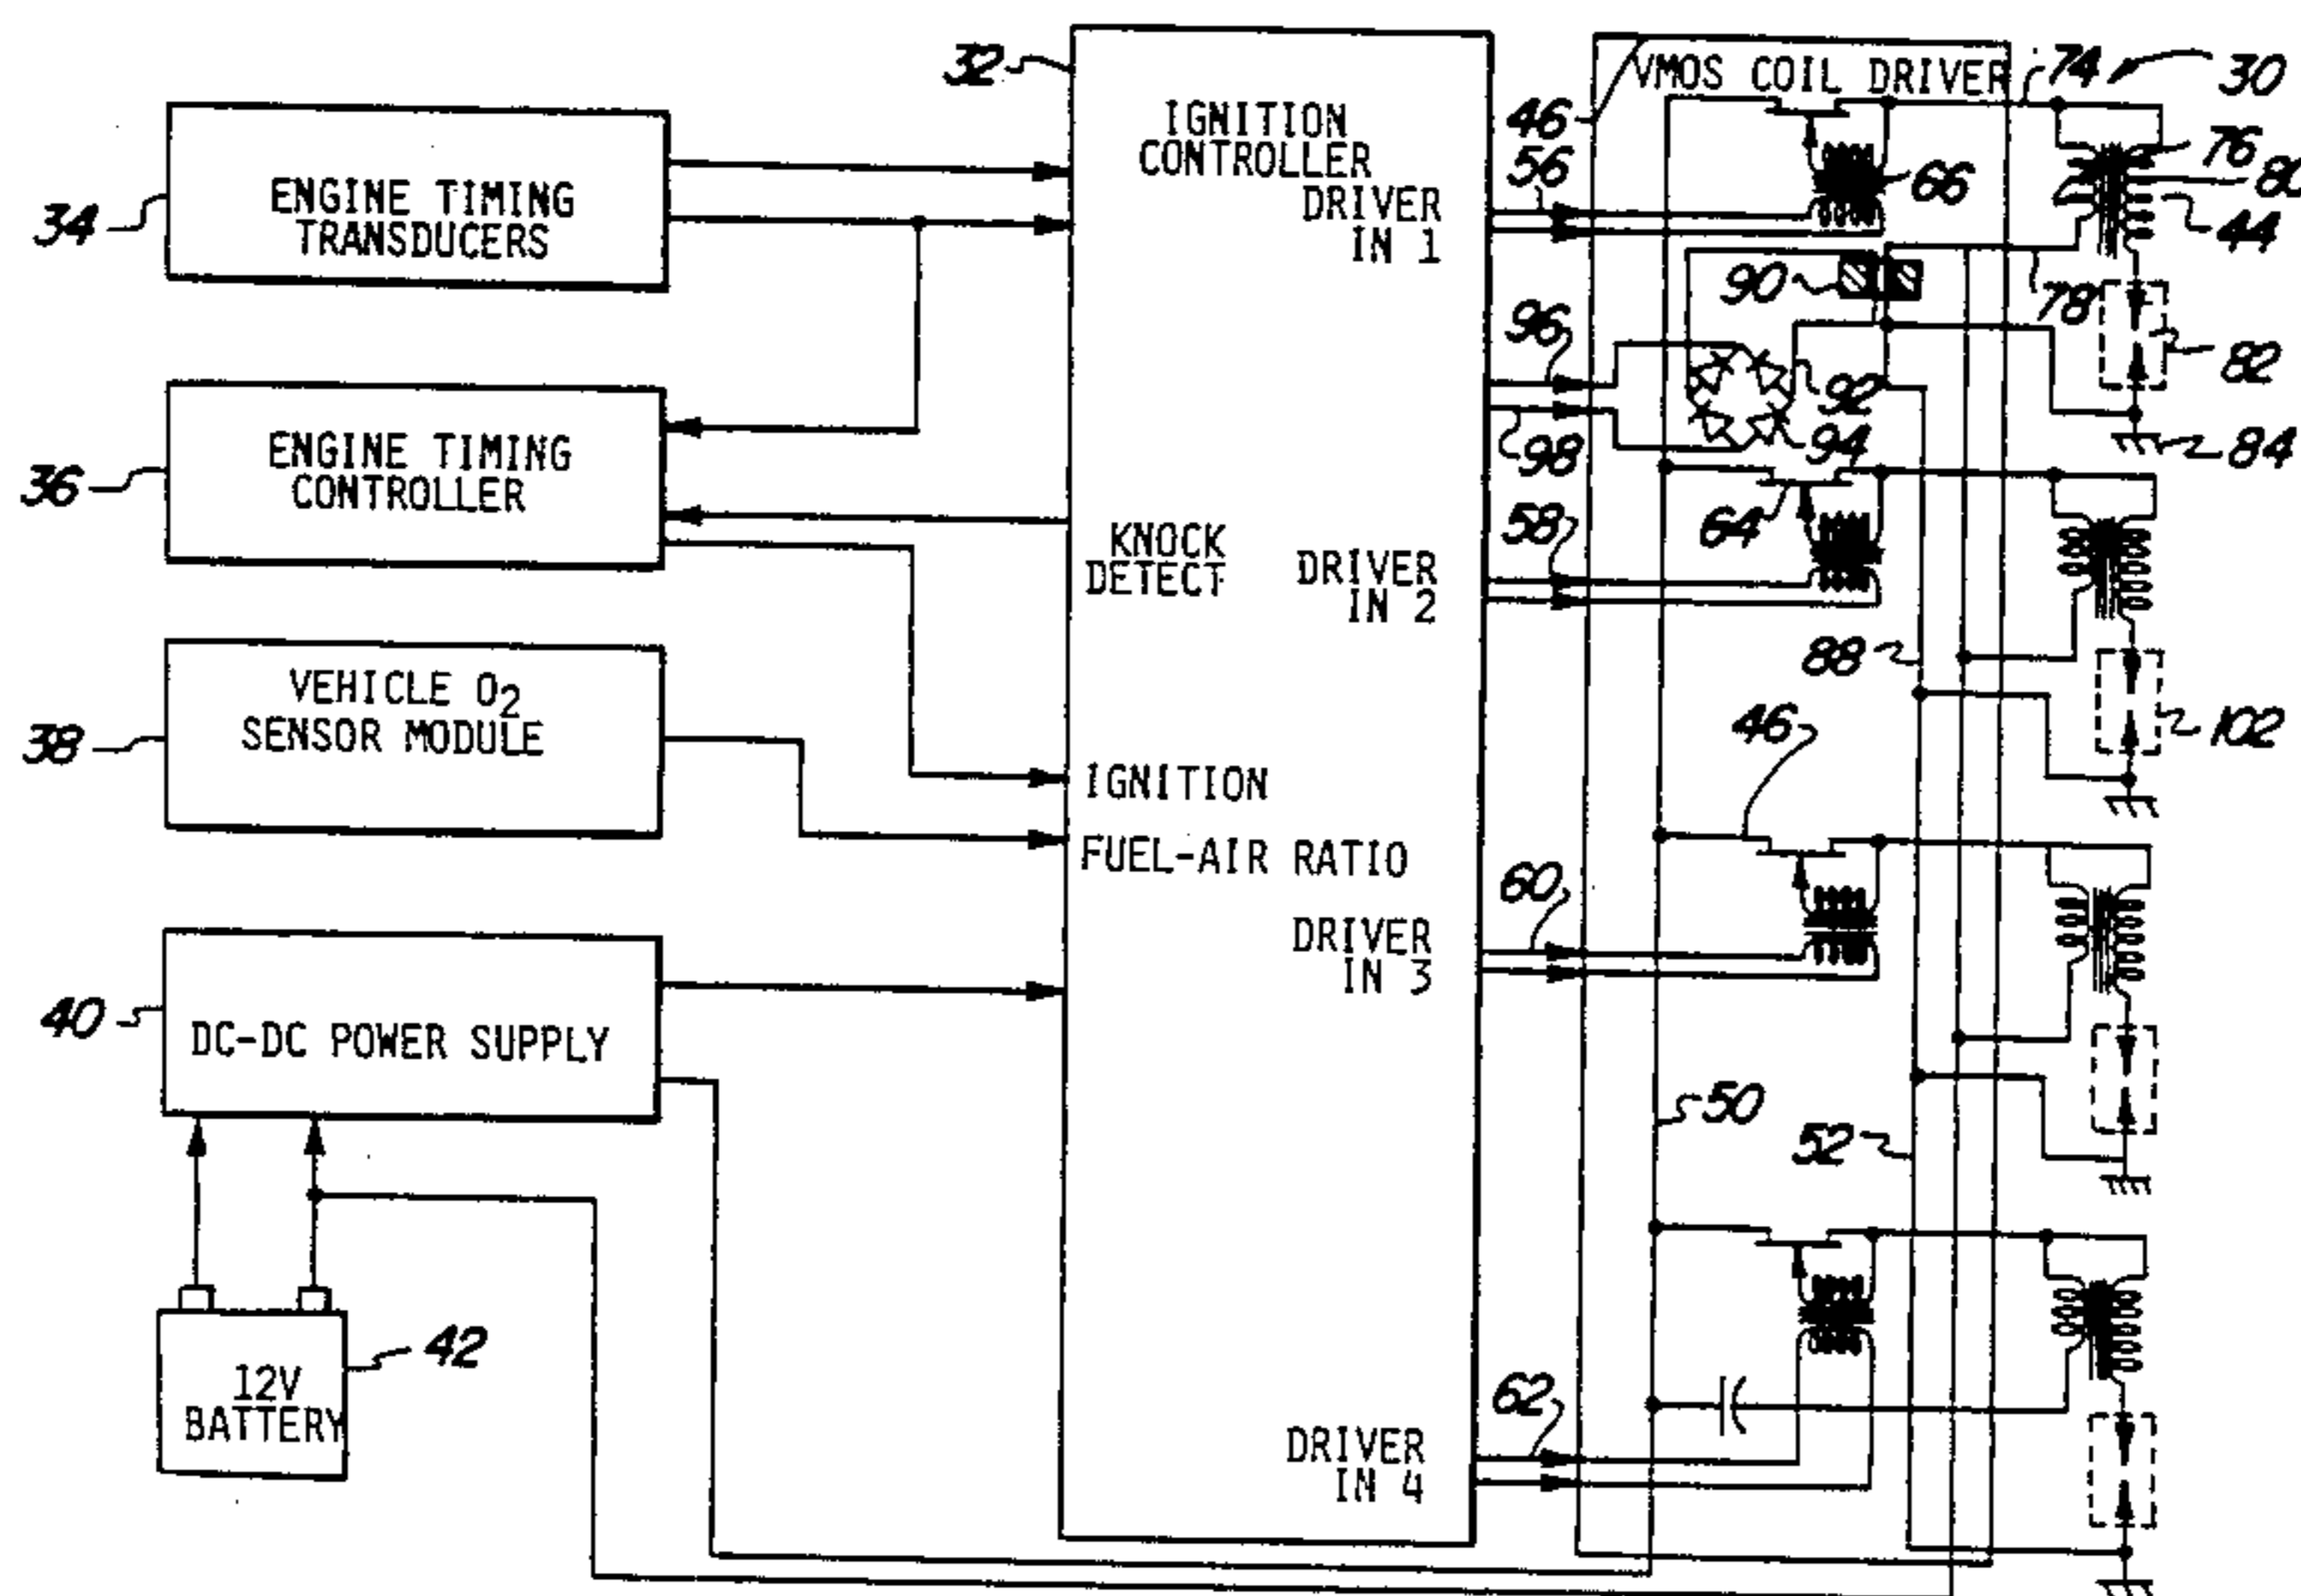 32
VMOS COIL DRIVER
74
30
46
IGNITION
CONTROLLER
DRIVER
IN 1
56
66
76
80
44
34
ENGINE TIMING
TRANSDUCERS
90
78
96
82
92
94
98
84
36
ENGINE TIMING
CONTROLLER
KNOCK
DETECT
DRIVER
IN 2
58
64
88
102
38
VEHICLE O2
SENSOR MODULE
46
IGNITION
FUEL-AIR RATIO
60
DRIVER
IN 3
40
DC-DC POWER SUPPLY
50
52
42
12V
BATTERY
62
DRIVER
IN 4